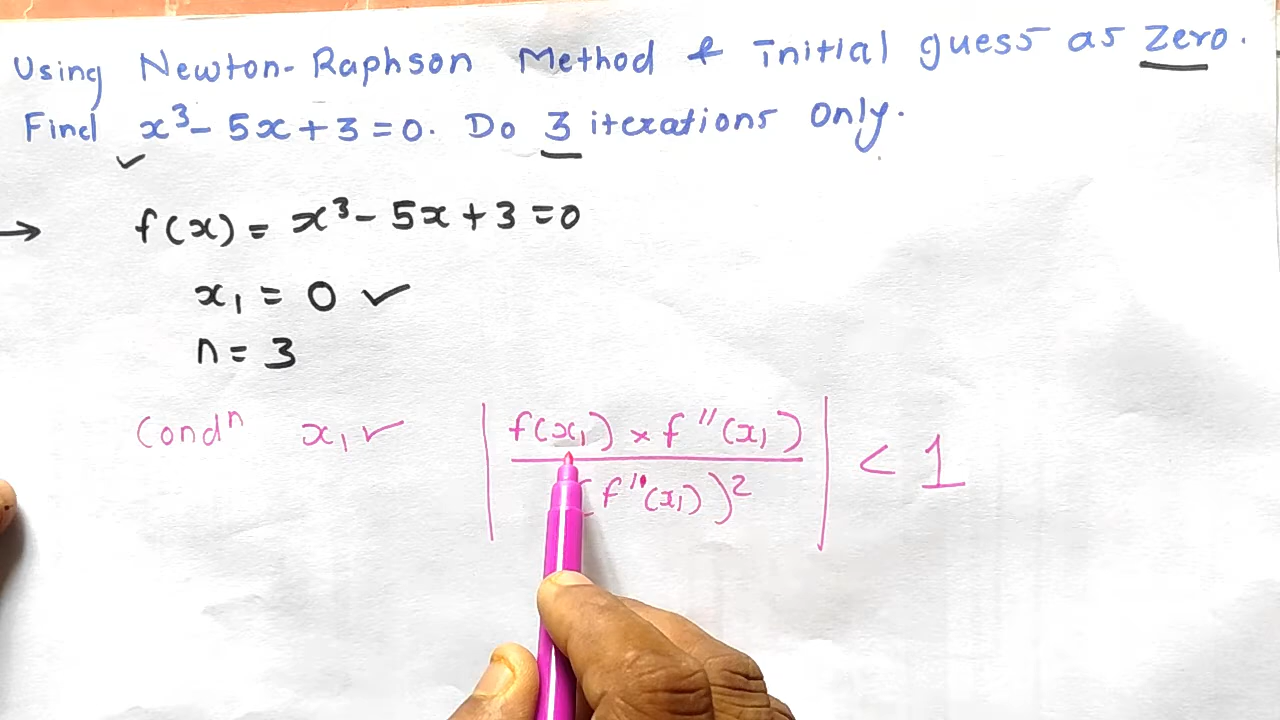 Using Newton-Raphson Method & initial guess as zero.
Find x³ - 5x + 3 = 0. Do 3 iterations only.
→ f(x) = x³ - 5x + 3 = 0
x₁ = 0 ✓
n = 3
Condⁿ x₁ ✓ | f(x₁) × f''(x₁) / (f''(x₁))² | < 1